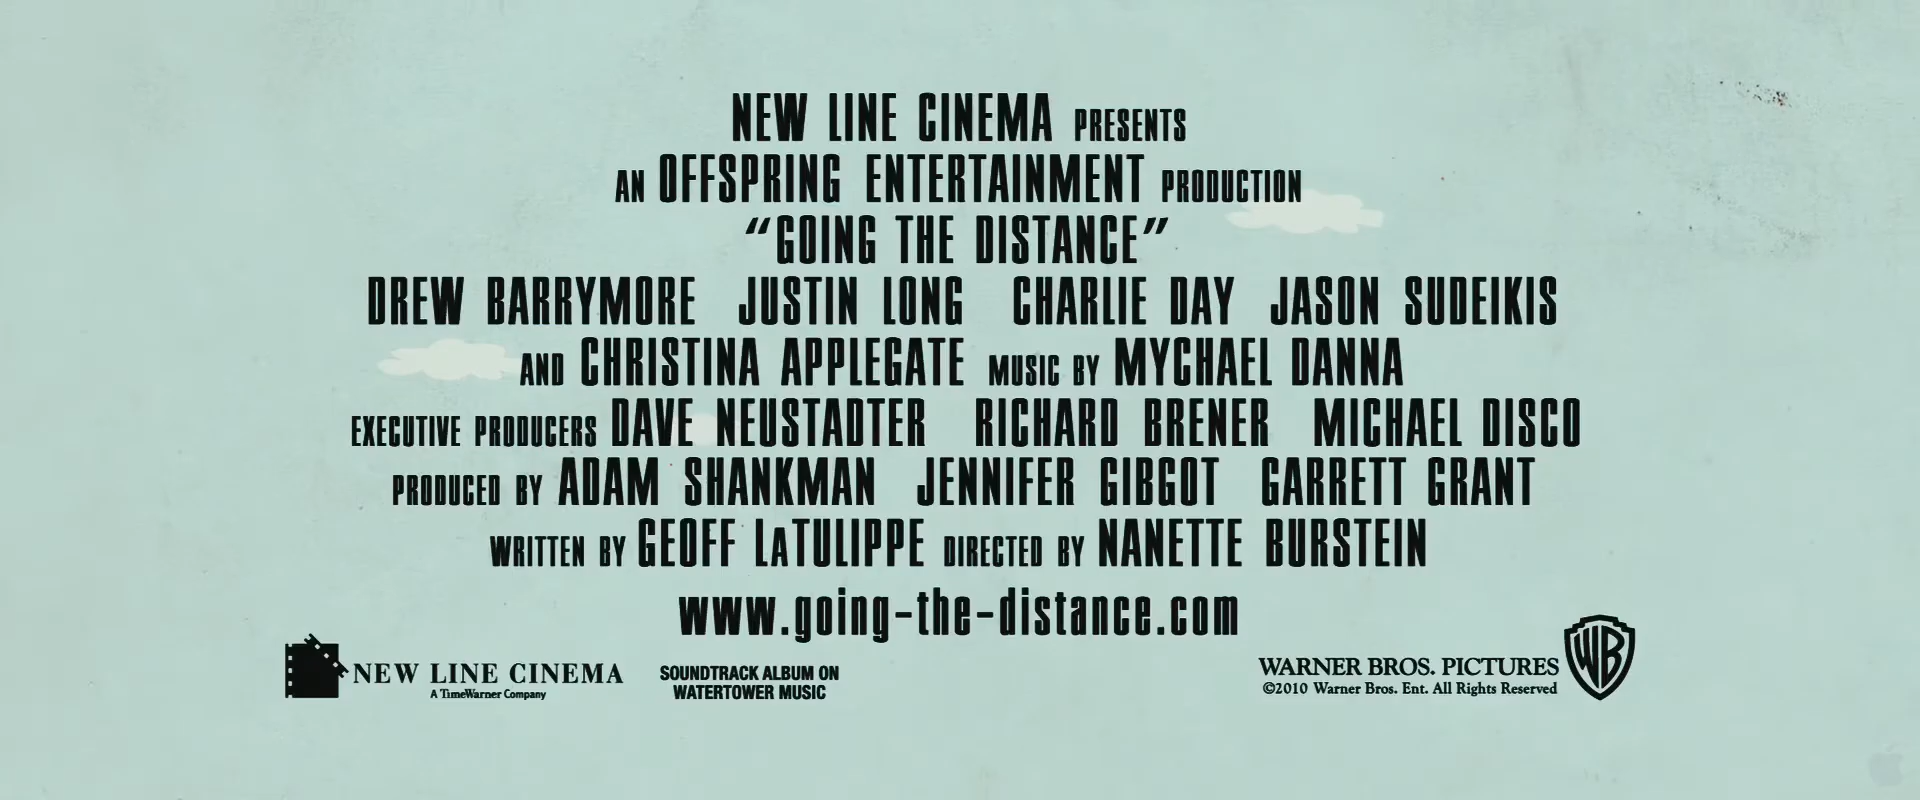 NEW LINE CINEMA PRESENTS
AN OFFSPRING ENTERTAINMENT PRODUCTION
“GOING THE DISTANCE”
DREW BARRYMORE JUSTIN LONG CHARLIE DAY JASON SUDEIKIS
AND CHRISTINA APPLEGATE MUSIC BY MYCHAEL DANNA
EXECUTIVE PRODUCERS DAVE NEUSTADTER RICHARD BRENER MICHAEL DISCO
PRODUCED BY ADAM SHANKMAN JENNIFER GIBGOT GARRETT GRANT
WRITTEN BY GEOFF LaTULIPPE DIRECTED BY NANETTE BURSTEIN
www.going-the-distance.com
NEW LINE CINEMA
A TimeWarner Company
SOUNDTRACK ALBUM ON
WATERTOWER MUSIC
WARNER BROS. PICTURES
©2010 Warner Bros. Ent. All Rights Reserved
WB